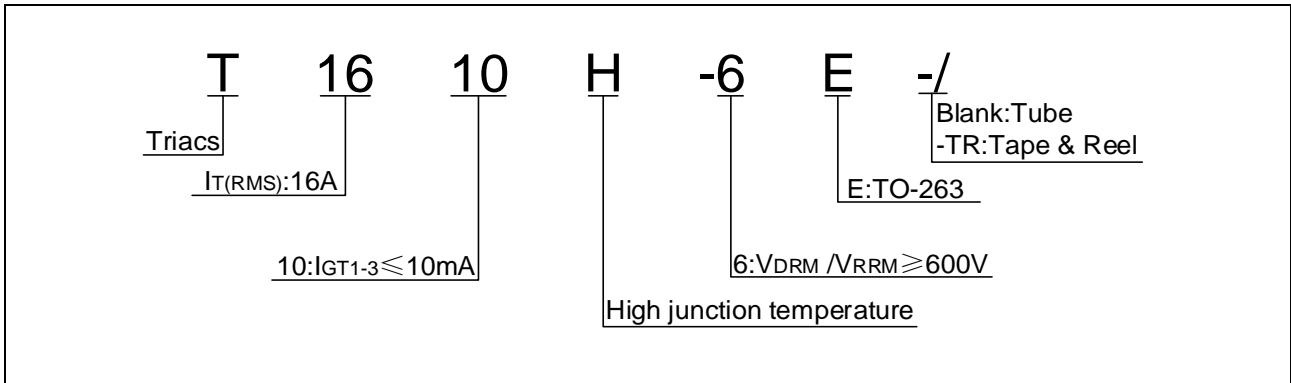 T 16 10 H -6 E -/
Blank:Tube
Triacs
-TR:Tape & Reel
IT(RMS):16A
E:TO-263
10:IGT1-3≤10mA
6:VDRM /VRRM≥600V
High junction temperature